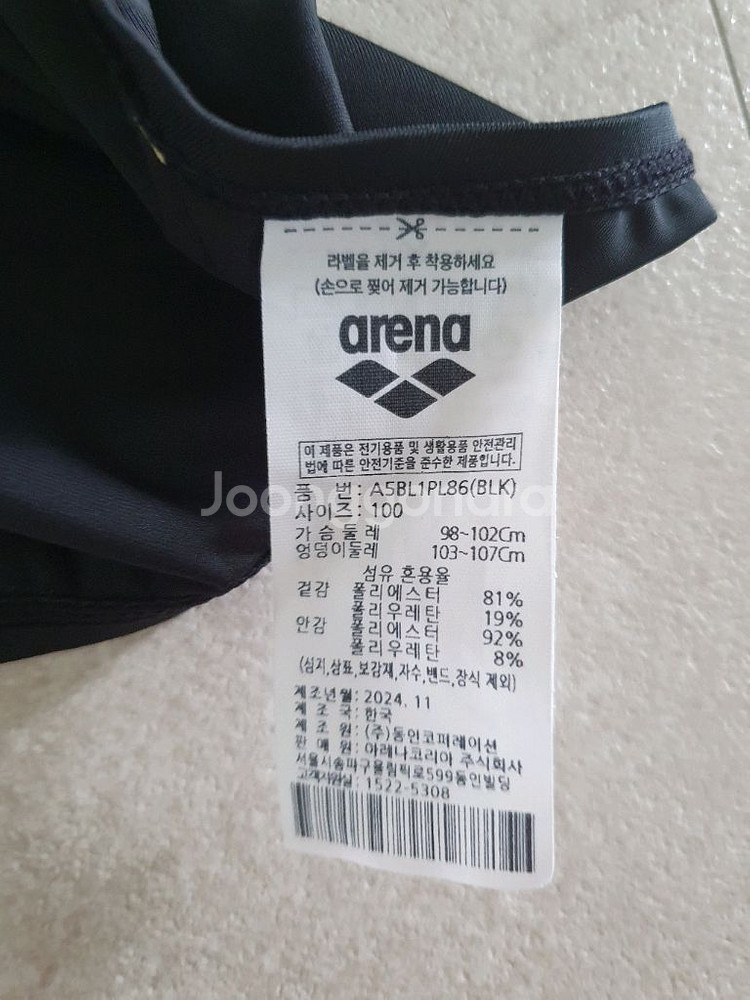 라벨을 제거 후 착용하세요
(손으로 찢어 제거 가능합니다)
arena
이 제품은 전기용품 및 생활용품 안전관리
법에 따른 안전기준을 준수한 제품입니다.
Joonggonara
품 번 : A5BL1PL86(BLK)
사이즈 : 100
가슴둘레 98~102Cm
엉덩이둘레 103~107Cm
섬유 혼용율
겉감 폴리에스터 81%
폴리우레탄 19%
안감 폴리에스터 92%
폴리우레탄 8%
(심지,상표,보강재,자수,밴드,장식 제외)
제조년월 : 2024. 11
제 조 국 : 한국
제 조 원 : (주)동인코퍼레이션
판 매 원 : 아레나코리아 주식회사
서울시송파구올림픽로599동인빌딩
고객지원실 : 1522-5308